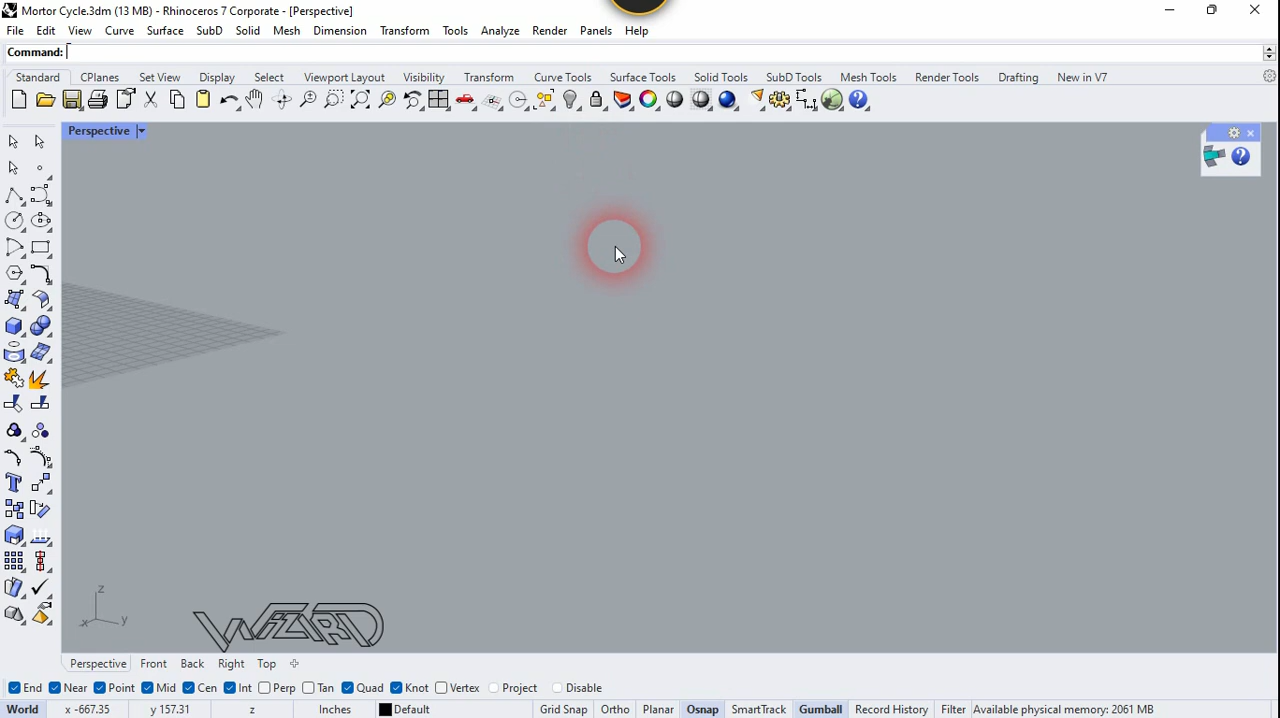 Mortor Cycle.3dm (13 MB) - Rhinoceros 7 Corporate - [Perspective]
File Edit View Curve Surface SubD Solid Mesh Dimension Transform Tools Analyze Render Panels Help
Command:
Standard CPlanes Set View Display Select Viewport Layout Visibility Transform Curve Tools Surface Tools Solid Tools SubD Tools Mesh Tools Render Tools Drafting New in V7
Perspective
z
x y
WIZARD
Perspective Front Back Right Top
End Near Point Mid Cen Int Perp Tan Quad Knot Vertex Project Disable
World x -667.35 y 157.31 z Inches Default Grid Snap Ortho Planar Osnap SmartTrack Gumball Record History Filter Available physical memory: 2061 MB